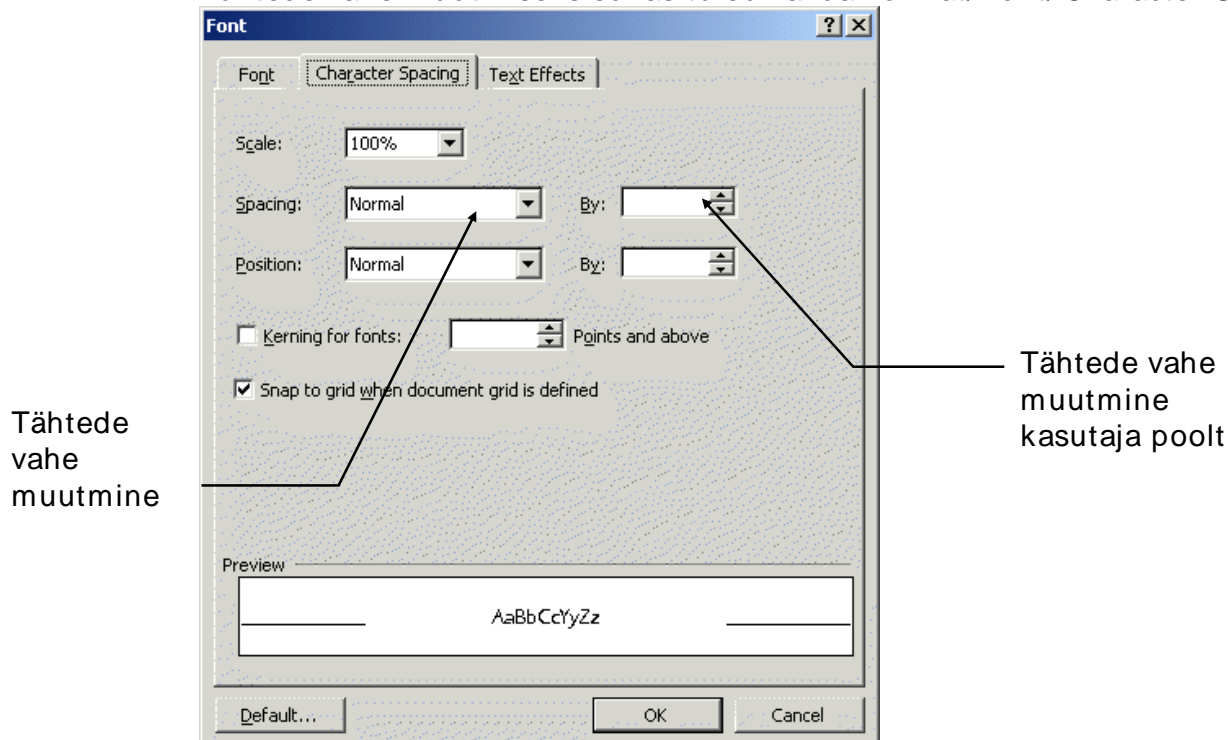 Font
Font Character Spacing Text Effects
Scale: 100%
Spacing: Normal By:
Position: Normal By:
Kerning for fonts: Points and above
Snap to grid when document grid is defined
Tähtede
vahe
muutmine
Tähtede vahe
muutmine
kasutaja poolt
Preview
AaBbCcYyZz
Default... OK Cancel